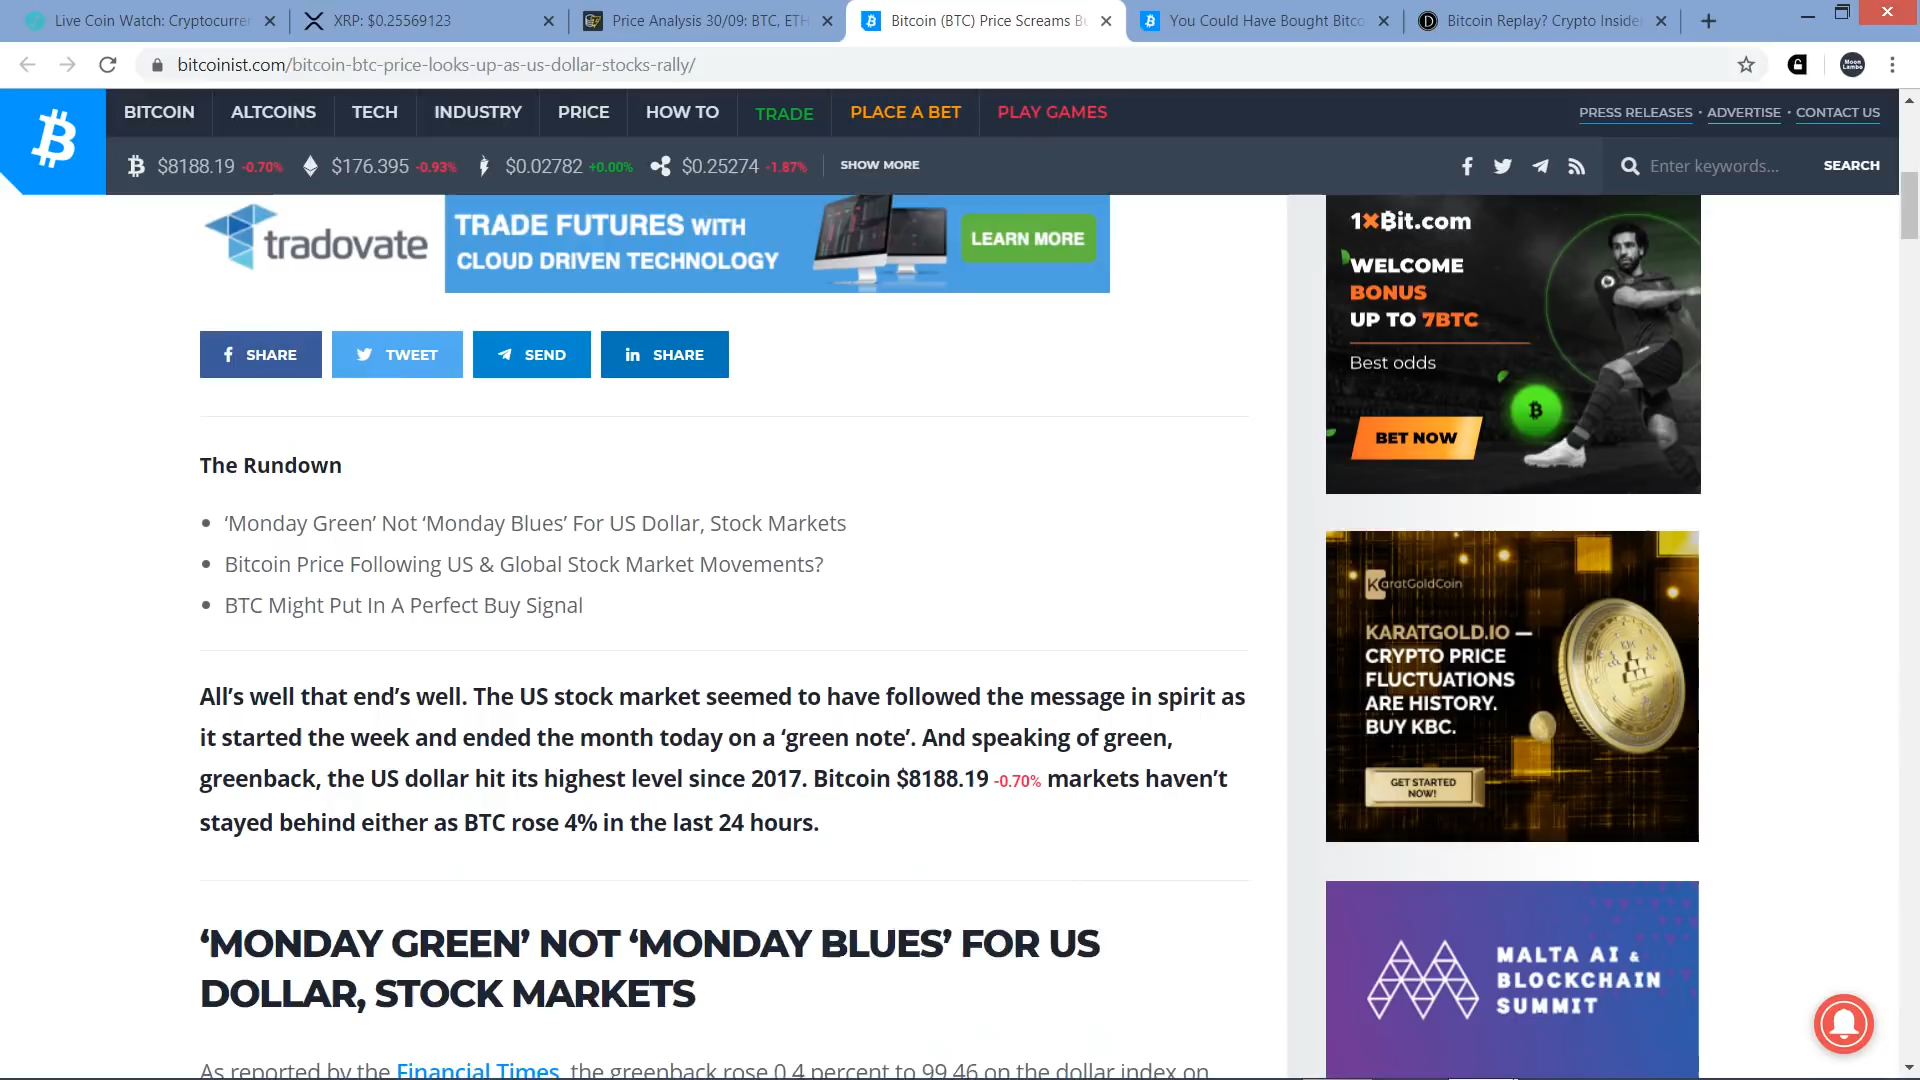 Live Coin Watch: Cryptocurrer
XRP: $0.25569123
Price Analysis 30/09: BTC, ETH
Bitcoin (BTC) Price Screams Bu
You Could Have Bought Bitco
Bitcoin Replay? Crypto Insider
bitcoinist.com/bitcoin-btc-price-looks-up-as-us-dollar-stocks-rally/
BITCOIN
ALTCOINS
TECH
INDUSTRY
PRICE
HOW TO
TRADE
PLACE A BET
PLAY GAMES
PRESS RELEASES • ADVERTISE • CONTACT US
$8188.19 -0.70%
$176.395 -0.93%
$0.02782 +0.00%
$0.25274 -1.87%
SHOW MORE
Enter keywords...
SEARCH
tradovate
TRADE FUTURES WITH
CLOUD DRIVEN TECHNOLOGY
LEARN MORE
SHARE
TWEET
SEND
SHARE
The Rundown
• ‘Monday Green’ Not ‘Monday Blues’ For US Dollar, Stock Markets
• Bitcoin Price Following US & Global Stock Market Movements?
• BTC Might Put In A Perfect Buy Signal
All’s well that end’s well. The US stock market seemed to have followed the message in spirit as
it started the week and ended the month today on a ‘green note’. And speaking of green,
greenback, the US dollar hit its highest level since 2017. Bitcoin $8188.19 -0.70% markets haven’t
stayed behind either as BTC rose 4% in the last 24 hours.
‘MONDAY GREEN’ NOT ‘MONDAY BLUES’ FOR US
DOLLAR, STOCK MARKETS
As reported by the Financial Times, the greenback rose 0.4 percent to 99.46 on the dollar index on
1XBit.com
WELCOME
BONUS
UP TO 7BTC
Best odds
BET NOW
KaratGoldCoin
KARATGOLD.IO —
CRYPTO PRICE
FLUCTUATIONS
ARE HISTORY.
BUY KBC.
GET STARTED
NOW!
MALTA AI &
BLOCKCHAIN
SUMMIT